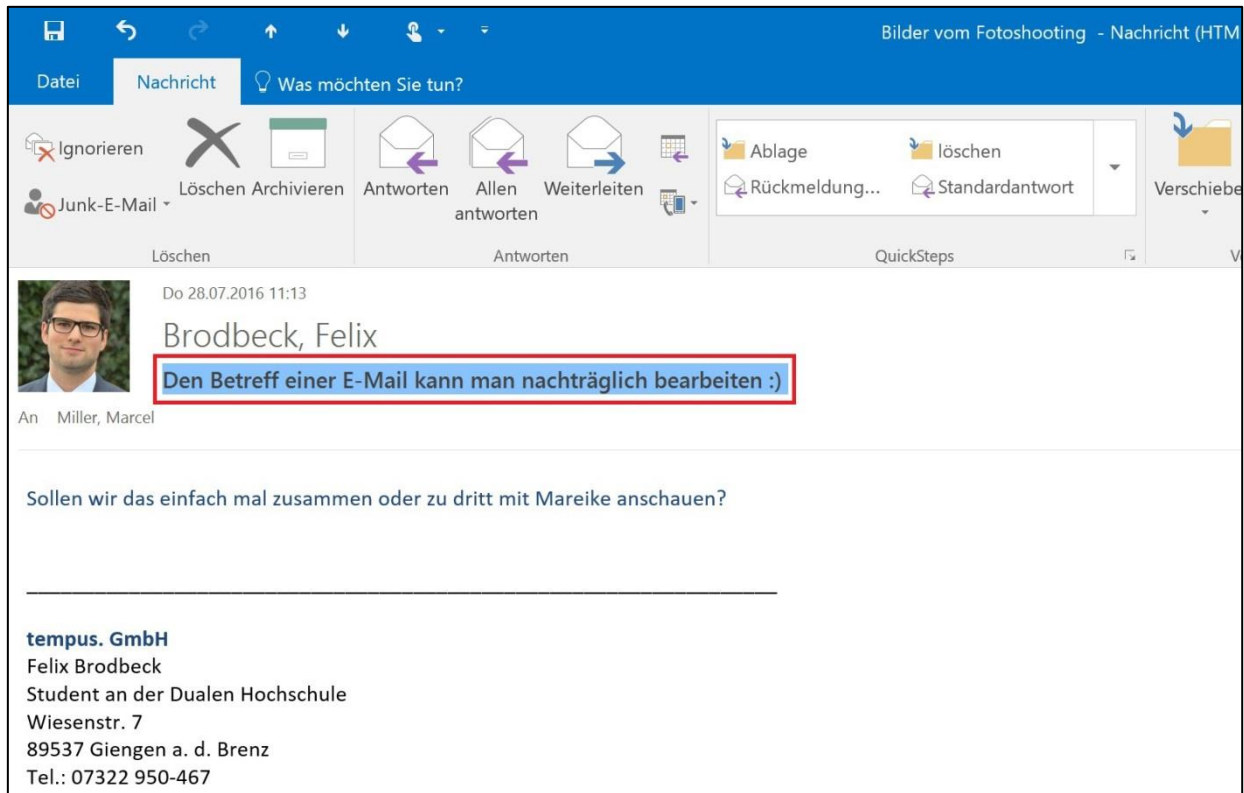 Bilder vom Fotoshooting - Nachricht (HTM
Datei Nachricht Was möchten Sie tun?
Ignorieren
Junk-E-Mail
Löschen Archivieren
Antworten Allen antworten Weiterleiten
Ablage löschen
Rückmeldung... Standardantwort
Verschiebe
Löschen Antworten QuickSteps V
Do 28.07.2016 11:13
Brodbeck, Felix
Den Betreff einer E-Mail kann man nachträglich bearbeiten :)
An Miller, Marcel
Sollen wir das einfach mal zusammen oder zu dritt mit Mareike anschauen?
tempus. GmbH
Felix Brodbeck
Student an der Dualen Hochschule
Wiesenstr. 7
89537 Giengen a. d. Brenz
Tel.: 07322 950-467